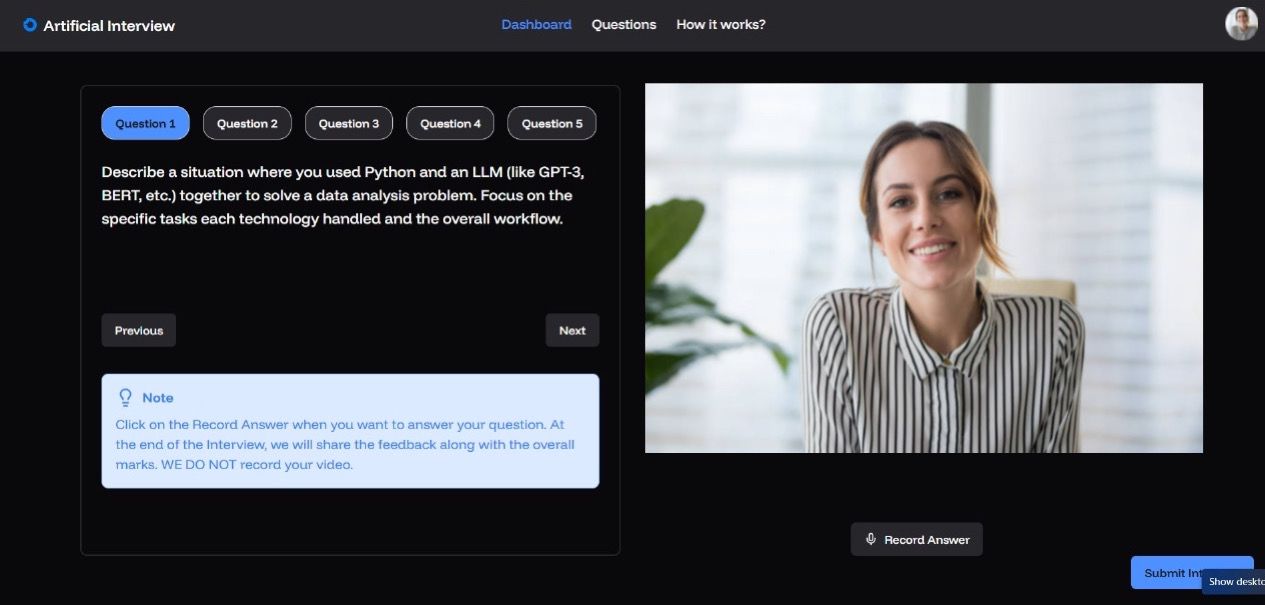 Artificial Interview
Dashboard Questions How it works?
Question 1 Question 2 Question 3 Question 4 Question 5
Describe a situation where you used Python and an LLM (like GPT-3,
BERT, etc.) together to solve a data analysis problem. Focus on the
specific tasks each technology handled and the overall workflow.
Previous Next
Note
Click on the Record Answer when you want to answer your question. At
the end of the Interview, we will share the feedback along with the overall
marks. WE DO NOT record your video.
Record Answer
Submit
Show